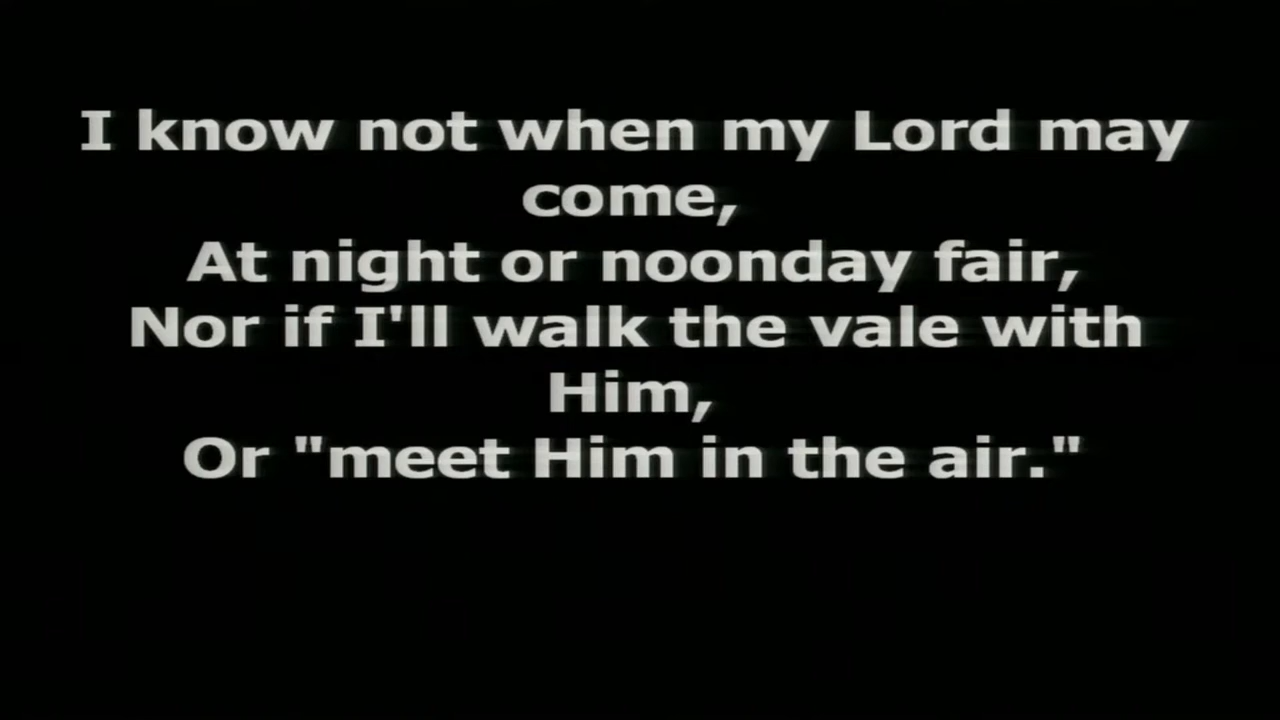 I know not when my Lord may
come,
At night or noonday fair,
Nor if I'll walk the vale with
Him,
Or "meet Him in the air."